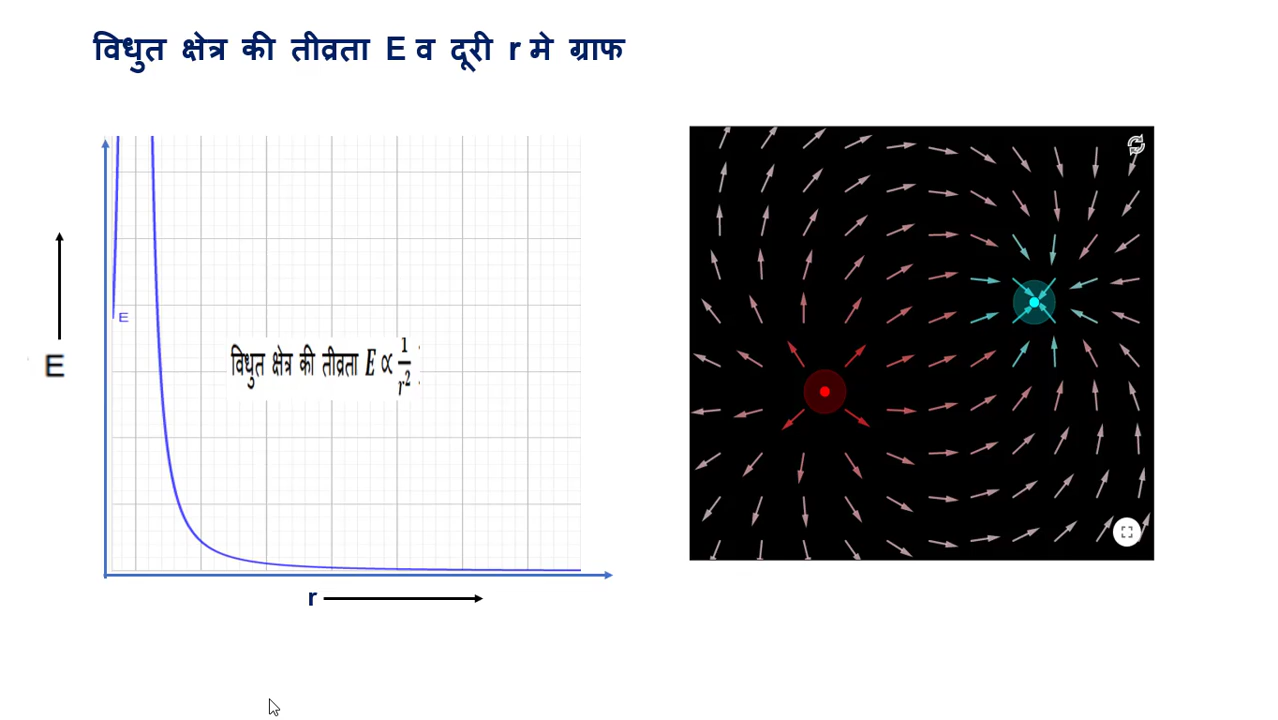 विधुत क्षेत्र की तीव्रता E व दूरी r मे ग्राफ
E
E
विधुत क्षेत्र की तीव्रता E ∝ 1/r²
r